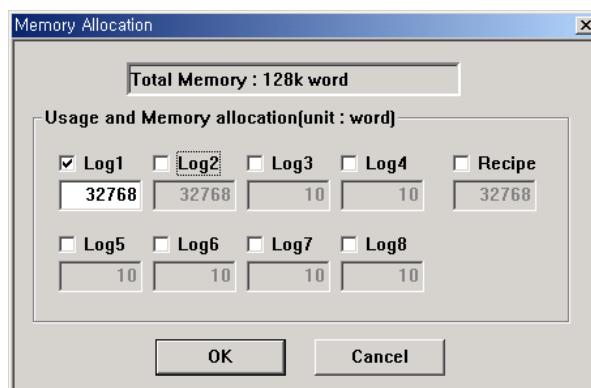 Memory Allocation
Total Memory : 128k word
Usage and Memory allocation(unit : word)
Log1 Log2 Log3 Log4 Recipe
32768 32768 10 10 32768
Log5 Log6 Log7 Log8
10 10 10 10
OK Cancel